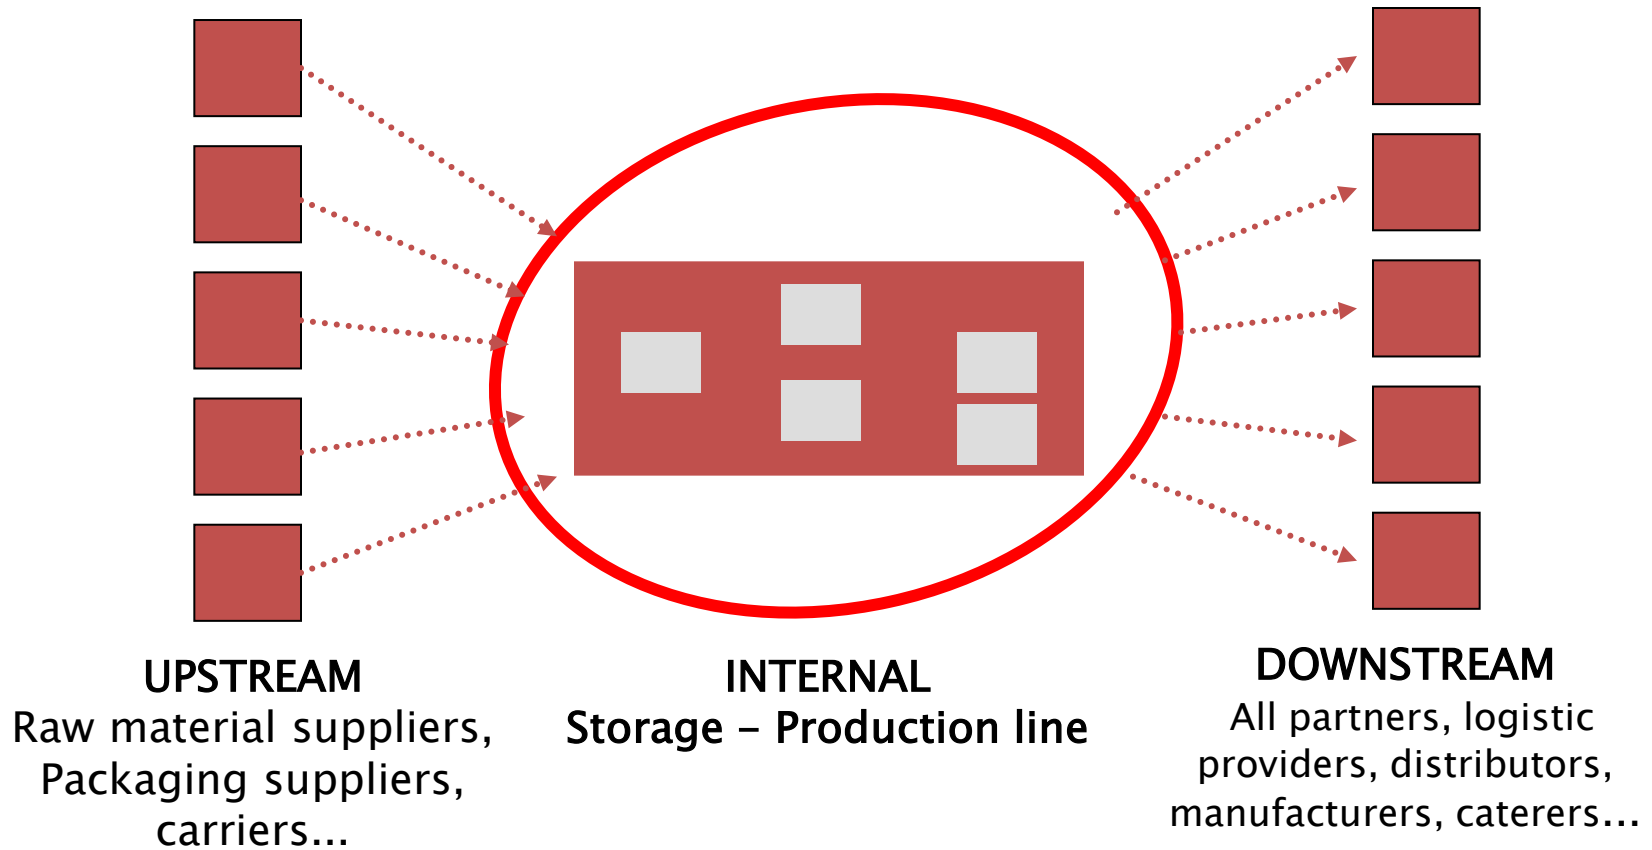 UPSTREAM
Raw material suppliers,
Packaging suppliers,
carriers...
INTERNAL
Storage – Production line
DOWNSTREAM
All partners, logistic
providers, distributors,
manufacturers, caterers...